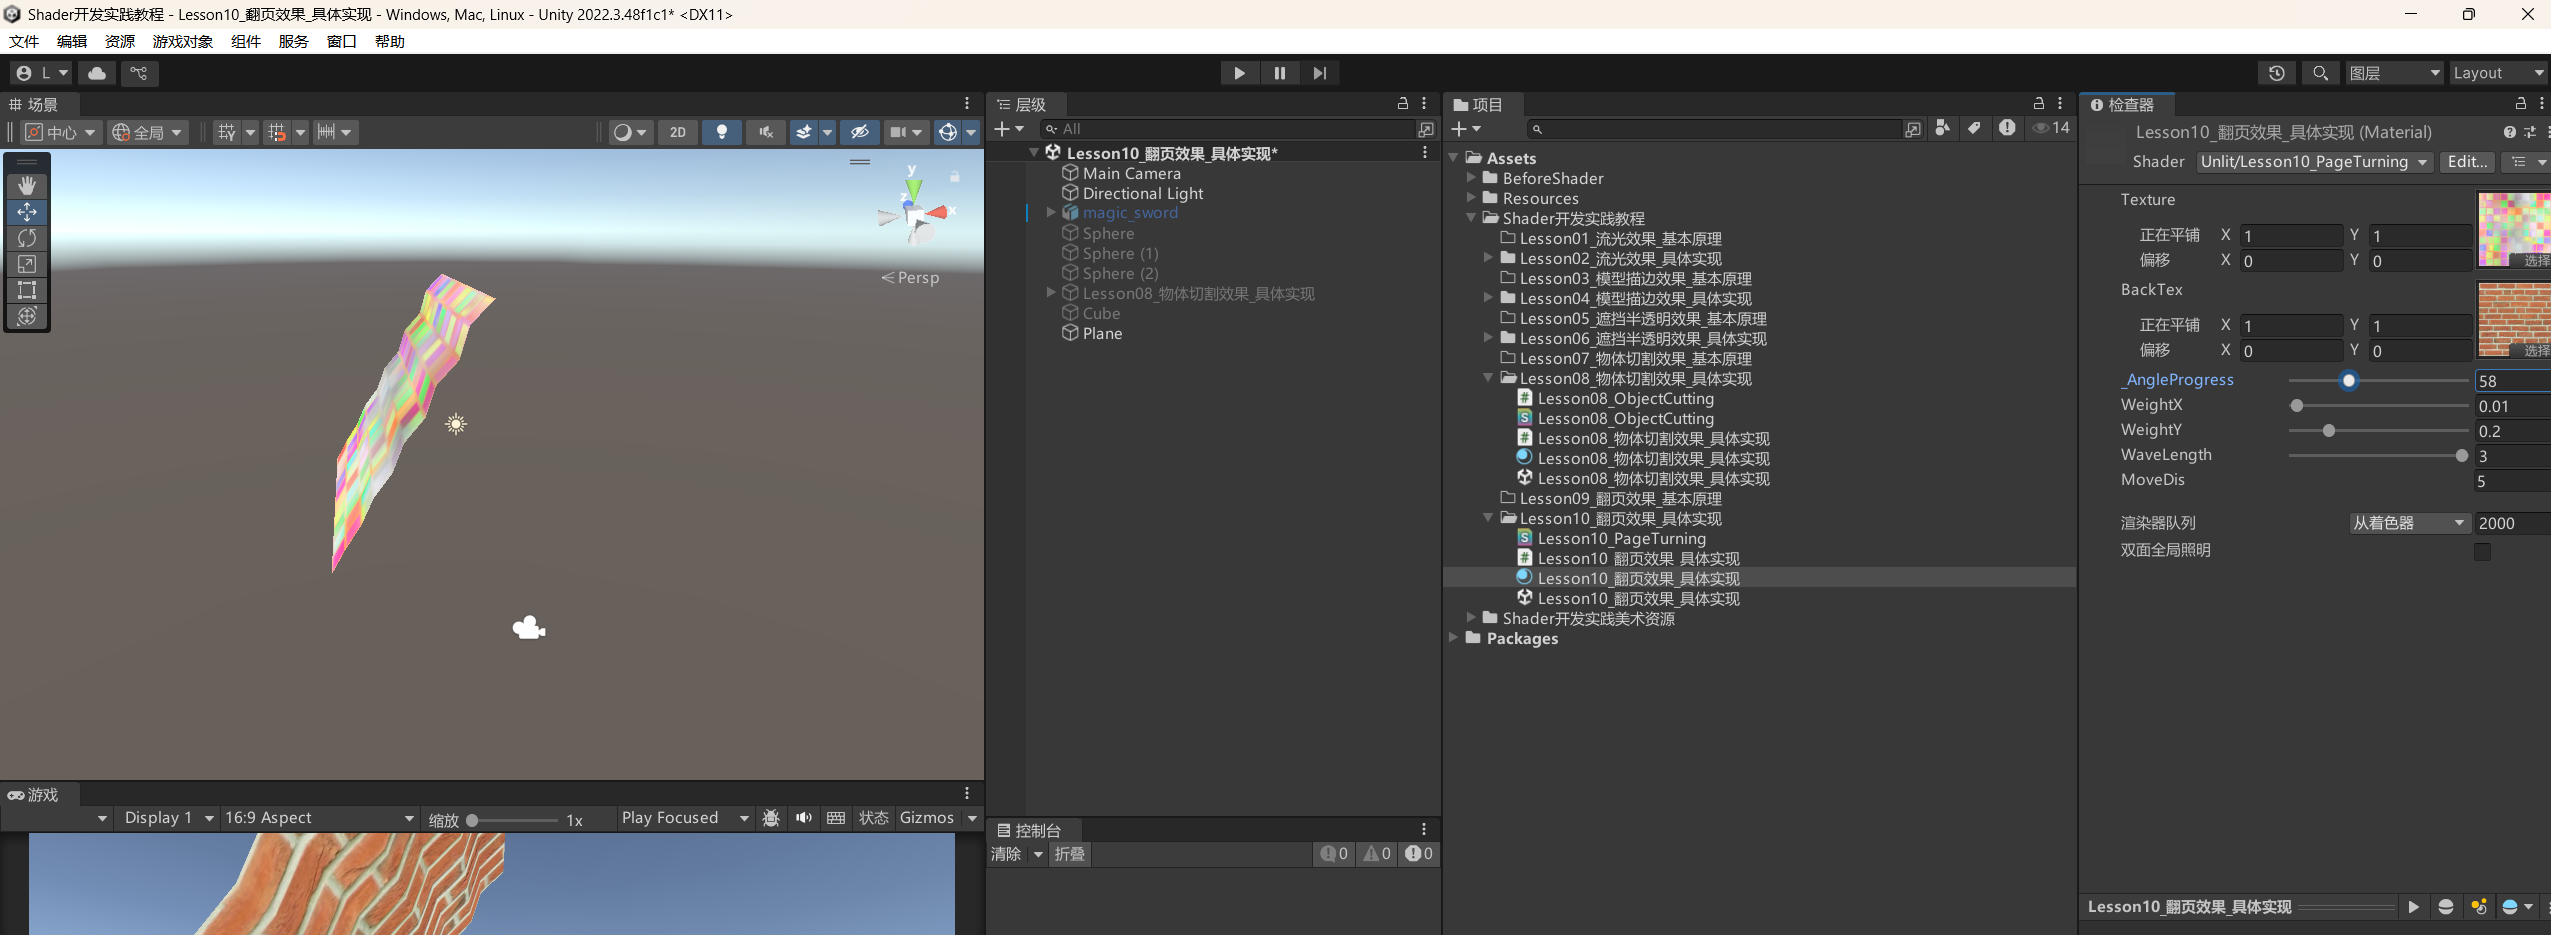 Shader开发实践教程 - Lesson10_翻页效果_具体实现 - Windows, Mac, Linux - Unity 2022.3.48f1c1* <DX11>
文件 编辑 资源 游戏对象 组件 服务 窗口 帮助
L
图层 Layout
场景
中心 全局 2D
y
x
z
Persp
游戏
Display 1 16:9 Aspect 缩放 1x Play Focused 状态 Gizmos
层级
All
Lesson10_翻页效果_具体实现*
Main Camera
Directional Light
magic_sword
Sphere
Sphere (1)
Sphere (2)
Lesson08_物体切割效果_具体实现
Cube
Plane
控制台
清除 折叠 0 0 0
项目
14
Assets
BeforeShader
Resources
Shader开发实践教程
Lesson01_流光效果_基本原理
Lesson02_流光效果_具体实现
Lesson03_模型描边效果_基本原理
Lesson04_模型描边效果_具体实现
Lesson05_遮挡半透明效果_基本原理
Lesson06_遮挡半透明效果_具体实现
Lesson07_物体切割效果_基本原理
Lesson08_物体切割效果_具体实现
Lesson08_ObjectCutting
Lesson08_ObjectCutting
Lesson08_物体切割效果_具体实现
Lesson08_物体切割效果_具体实现
Lesson08_物体切割效果_具体实现
Lesson09_翻页效果_基本原理
Lesson10_翻页效果_具体实现
Lesson10_PageTurning
Lesson10_翻页效果_具体实现
Lesson10_翻页效果_具体实现
Lesson10_翻页效果_具体实现
Shader开发实践美术资源
Packages
检查器
Lesson10_翻页效果_具体实现 (Material)
Shader Unlit/Lesson10_PageTurning Edit...
Texture
正在平铺 X 1 Y 1
偏移 X 0 Y 0 选择
BackTex
正在平铺 X 1 Y 1
偏移 X 0 Y 0 选择
_AngleProgress 58
WeightX 0.01
WeightY 0.2
WaveLength 3
MoveDis 5
渲染器队列 从着色器 2000
双面全局照明
Lesson10_翻页效果_具体实现